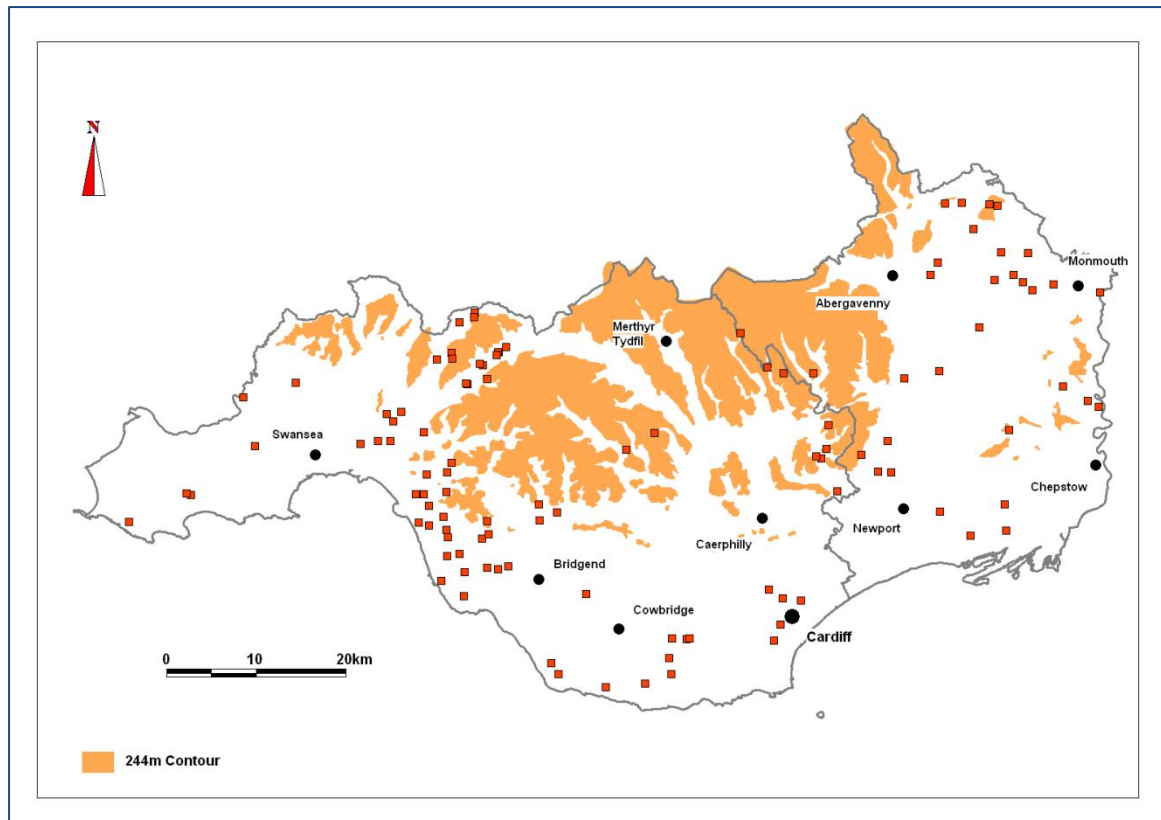 N
Monmouth
Abergavenny
Merthyr
Tydfil
Swansea
Chepstow
Newport
Caerphilly
Bridgend
Cowbridge
Cardiff
0 10 20km
244m Contour